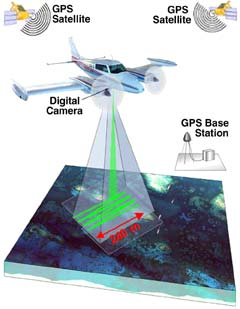 GPS
Satellite
GPS
Satellite
Digital
Camera
GPS Base
Station